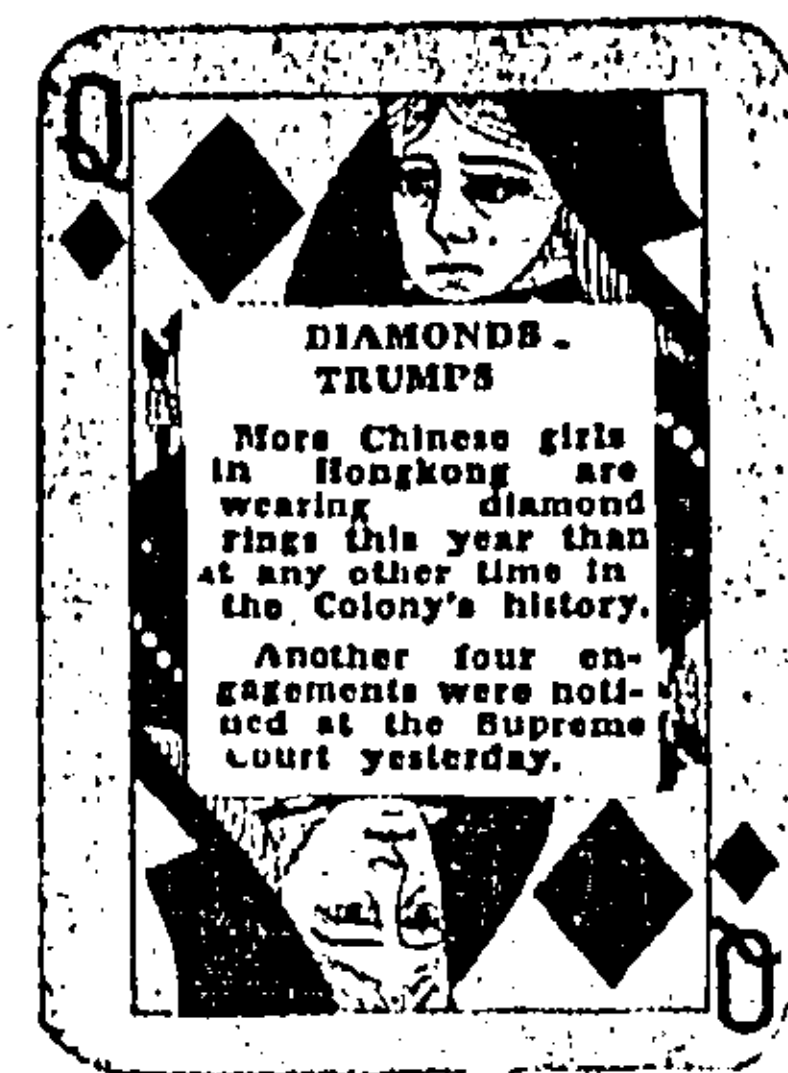 Q
DIAMONDS
TRUMPS
More Chinese girls
in Hongkong are
wearing diamond
rings this year than
at any other time in
the Colony's history.
Another four en-
gagements were noti-
fied at the Supreme
Court yesterday.
Q